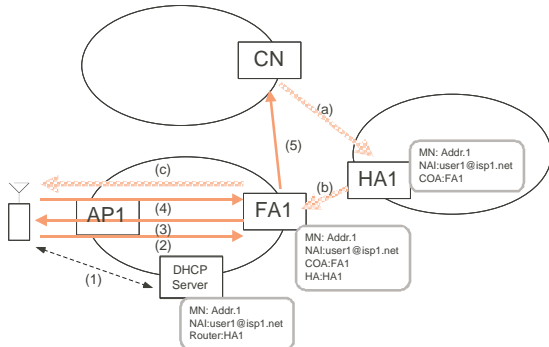 CN
(a)
(5)
MN: Addr.1
NAI:user1@isp1.net
COA:FA1
HA1
(c)
(b)
AP1
(4)
FA1
(3)
(2)
MN: Addr.1
NAI:user1@isp1.net
COA:FA1
HA:HA1
(1)
DHCP
Server
MN: Addr.1
NAI:user1@isp1.net
Router:HA1